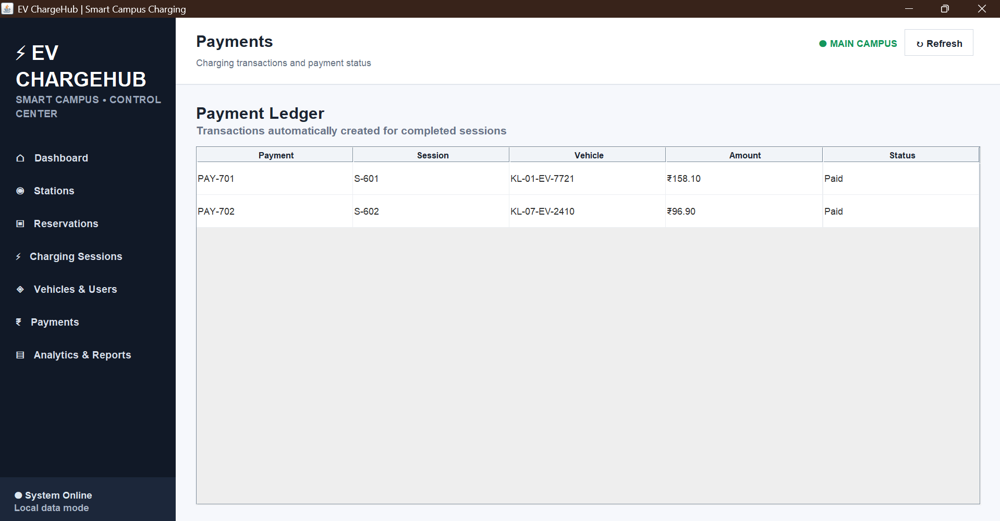 EV ChargeHub | Smart Campus Charging
⚡ EV
CHARGEHUB
SMART CAMPUS • CONTROL
CENTER
Dashboard
Stations
Reservations
⚡ Charging Sessions
Vehicles & Users
₹ Payments
Analytics & Reports
● System Online
Local data mode
Payments
Charging transactions and payment status
● MAIN CAMPUS
↻ Refresh
Payment Ledger
Transactions automatically created for completed sessions
Payment Session Vehicle Amount Status
PAY-701 S-601 KL-01-EV-7721 ₹158.10 Paid
PAY-702 S-602 KL-07-EV-2410 ₹96.90 Paid